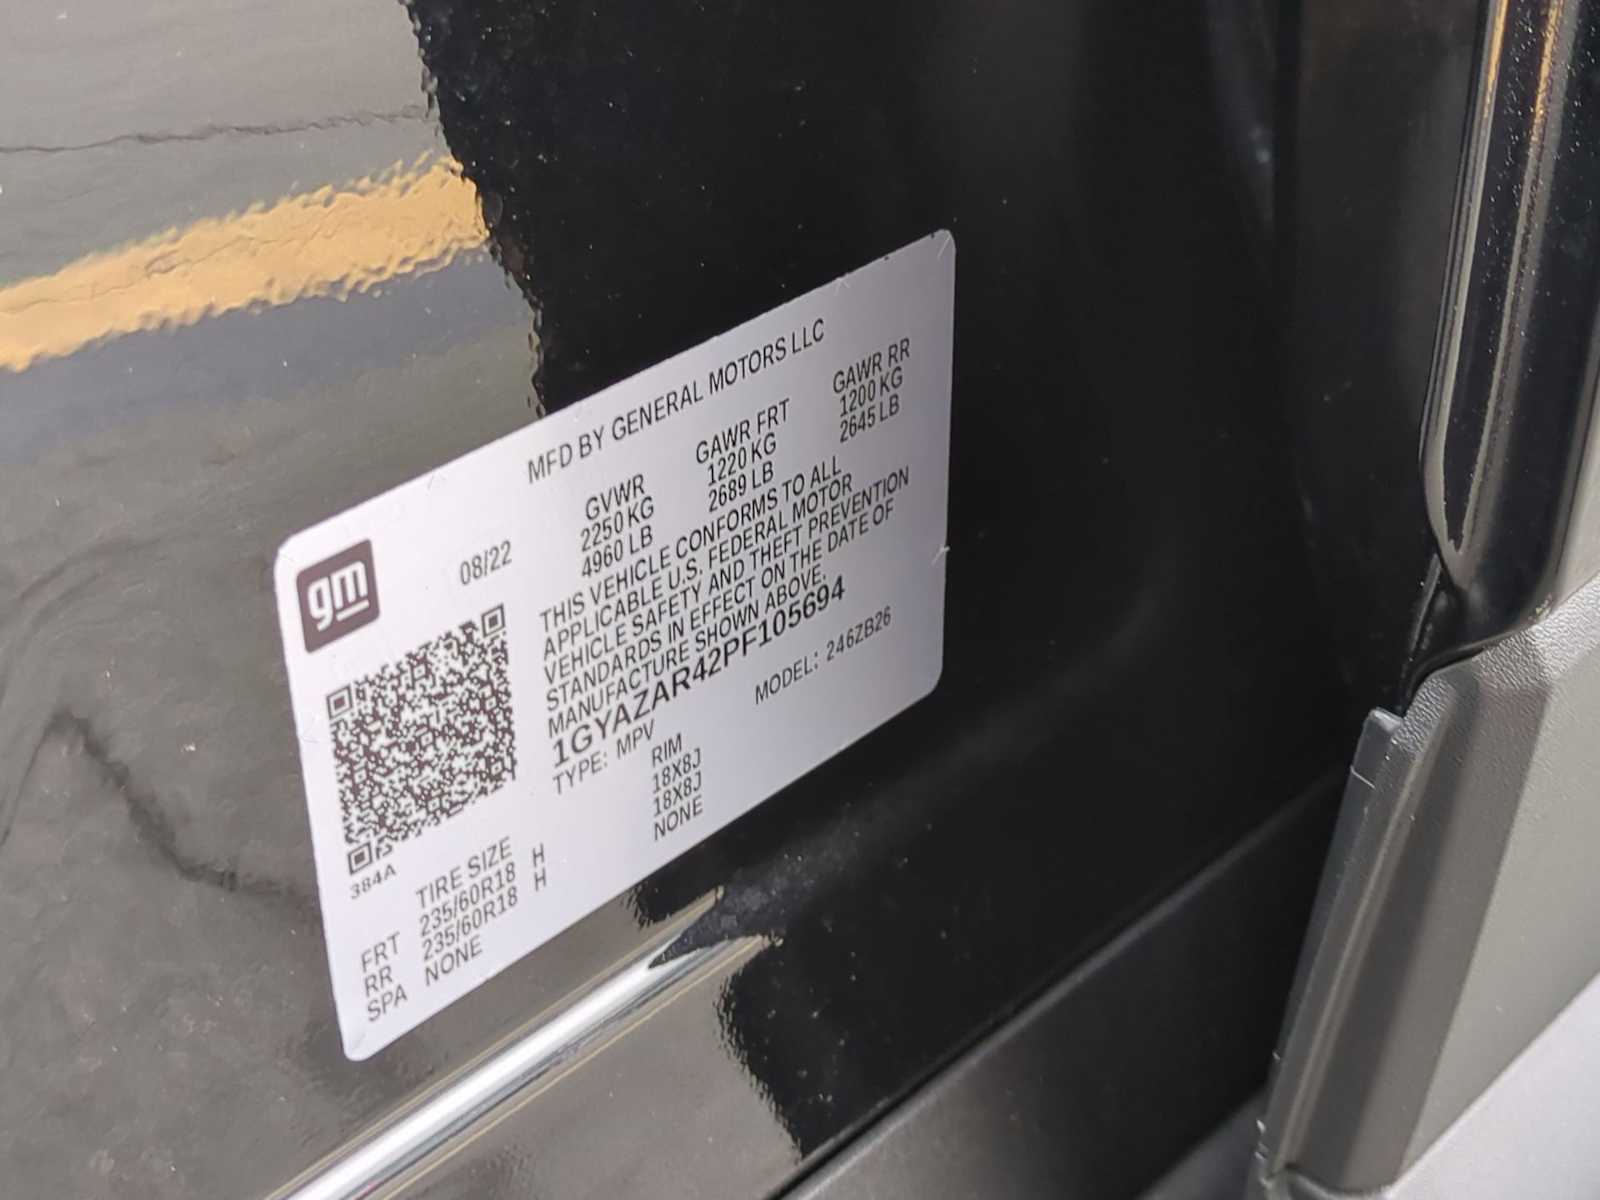 MFD BY GENERAL MOTORS LLC
gm
08/22
GVWR GAWR FRT GAWR RR
2250 KG 1220 KG 1200 KG
4960 LB 2689 LB 2645 LB
THIS VEHICLE CONFORMS TO ALL
APPLICABLE U.S. FEDERAL MOTOR
VEHICLE SAFETY AND THEFT PREVENTION
STANDARDS IN EFFECT ON THE DATE OF
MANUFACTURE SHOWN ABOVE.
1GYAZAR42PF105694
TYPE: MPV MODEL: 246ZB26
384A
TIRE SIZE RIM
FRT 235/60R18 H 18X8J
RR 235/60R18 H 18X8J
SPA NONE NONE